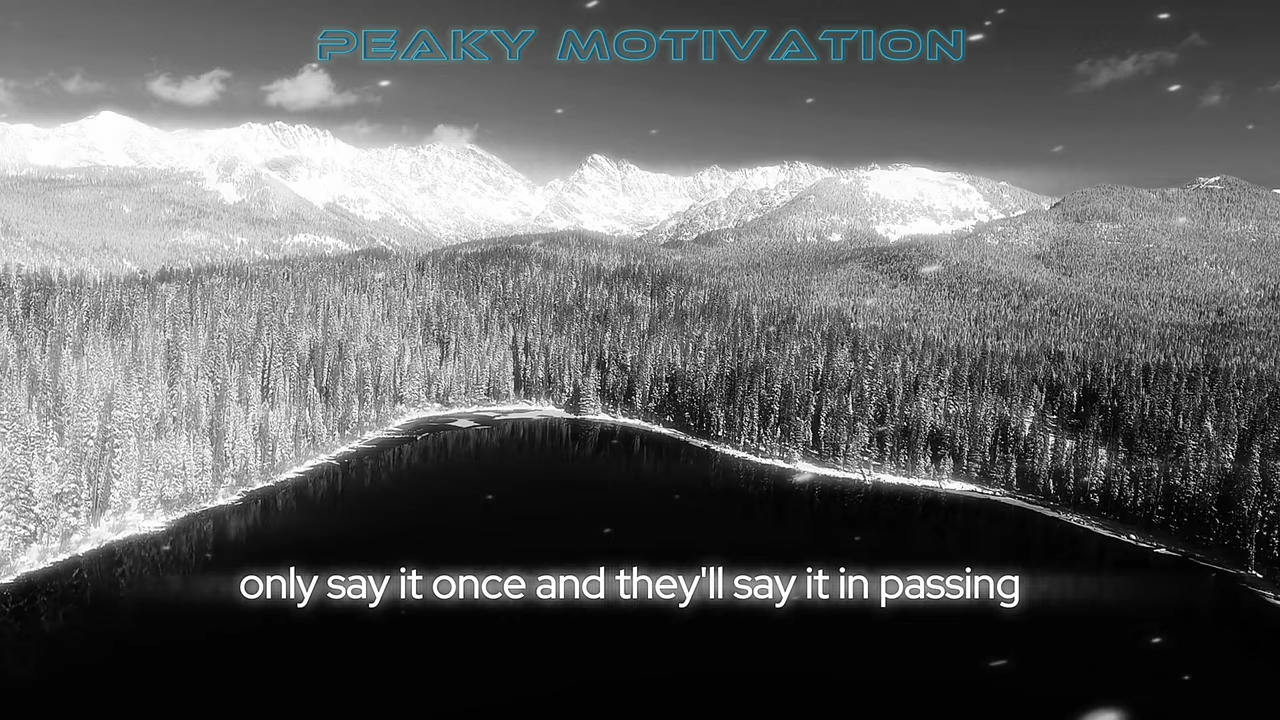 PEAKY MOTIVATION
only say it once and they'll say it in passing